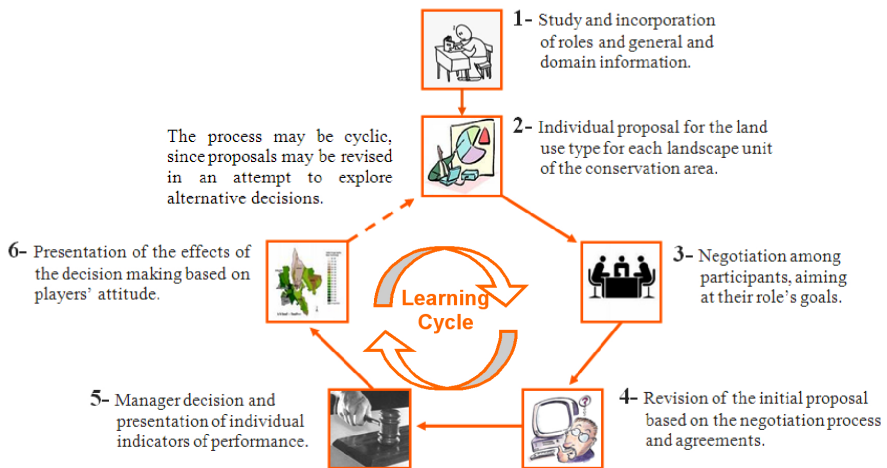 1- Study and incorporation
of roles and general and
domain information.
2- Individual proposal for the land
use type for each landscape unit
of the conservation area.
The process may be cyclic,
since proposals may be revised
in an attempt to explore
alternative decisions.
3- Negotiation among
participants, aiming
at their role's goals.
6- Presentation of the effects of
the decision making based on
players' attitude.
Learning
Cycle
4- Revision of the initial proposal
based on the negotiation process
and agreements.
5- Manager decision and
presentation of individual
indicators of performance.